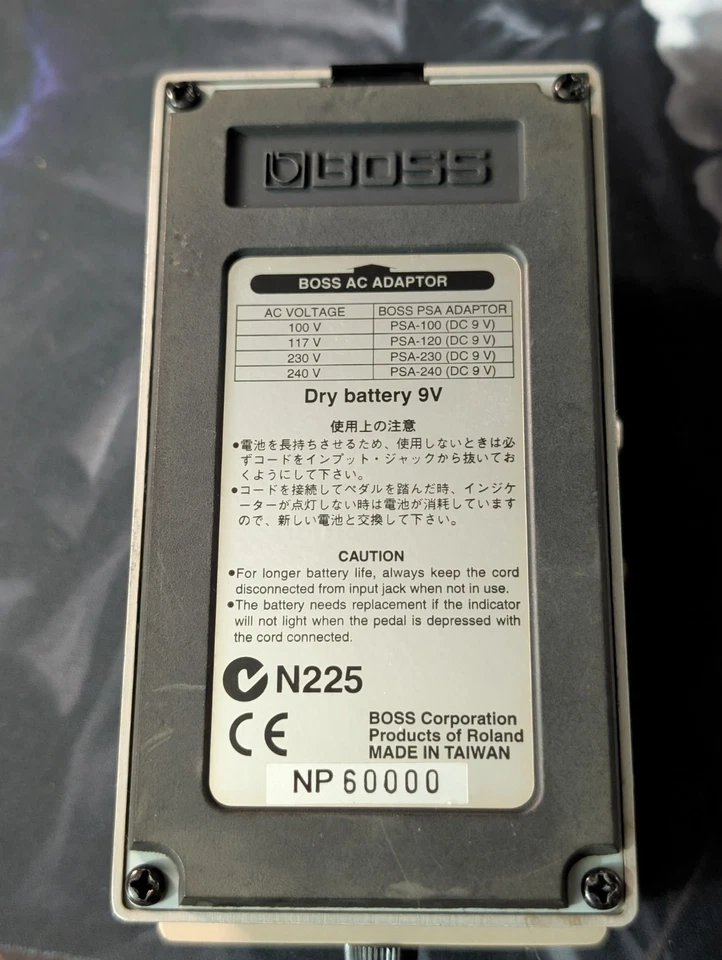 BOSS
BOSS AC ADAPTOR
AC VOLTAGE BOSS PSA ADAPTOR
100 V PSA-100 (DC 9 V)
117 V PSA-120 (DC 9 V)
230 V PSA-230 (DC 9 V)
240 V PSA-240 (DC 9 V)
Dry battery 9V
使用上の注意
●電池を長持ちさせるため、使用しないときは必
ずコードをインプット・ジャックから抜いてお
くようにして下さい。
●コードを接続してペダルを踏んだ時、インジケ
ーターが点灯しない時は電池が消耗しています
ので、新しい電池と交換して下さい。
CAUTION
●For longer battery life, always keep the cord
disconnected from input jack when not in use.
●The battery needs replacement if the indicator
will not light when the pedal is depressed with
the cord connected.
N225
CE
BOSS Corporation
Products of Roland
MADE IN TAIWAN
NP 60000